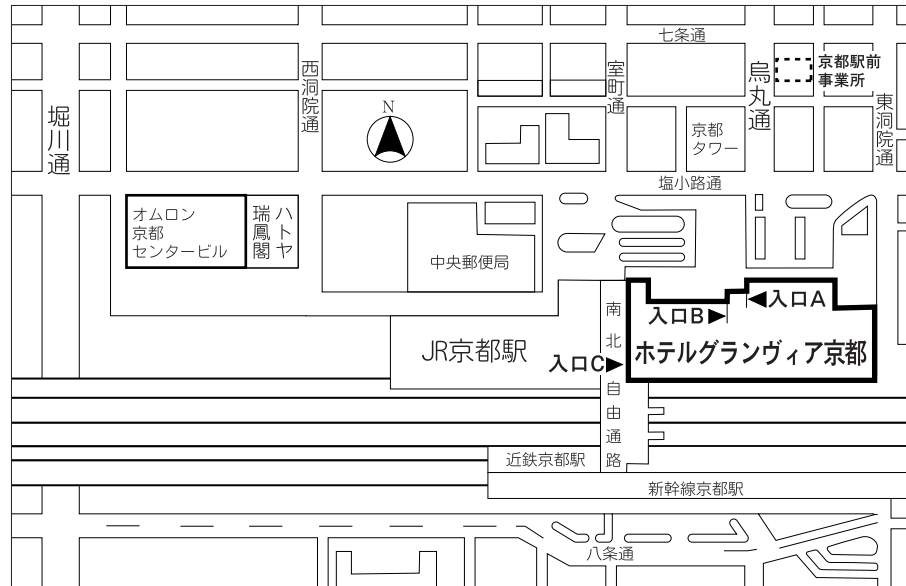 七条通
西洞院通
室町通
烏丸通
京都駅前
事業所
東洞院通
堀川通
N
京都
タワー
塩小路通
オムロン
京都
センタービル
ハトヤ
瑞鳳閣
中央郵便局
入口A
入口B
南北自由通路
JR京都駅
入口C
ホテルグランヴィア京都
近鉄京都駅
新幹線京都駅
八条通